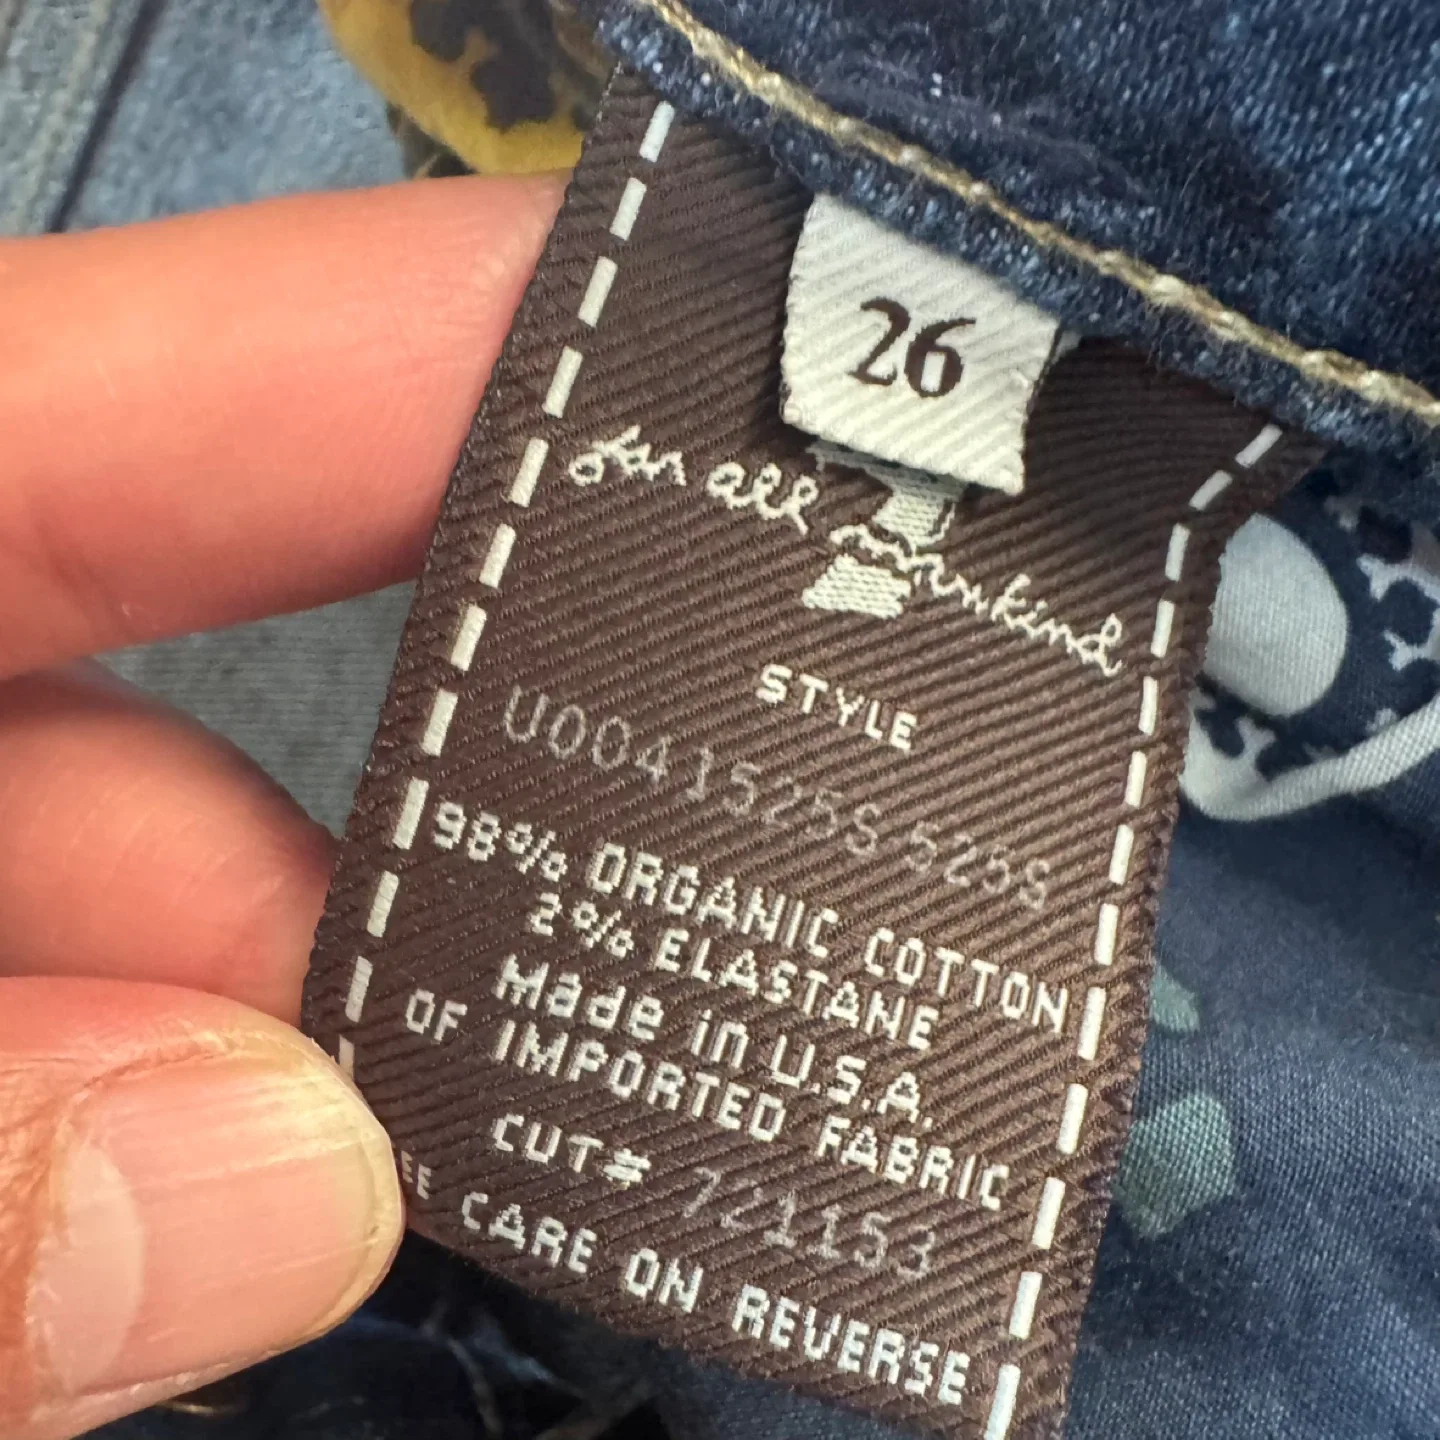 26
for all mankind
STYLE
U0041525S 525S
98% ORGANIC COTTON
2% ELASTANE
Made in U.S.A.
OF IMPORTED FABRIC
CUT# 721153
EE CARE ON REVERSE